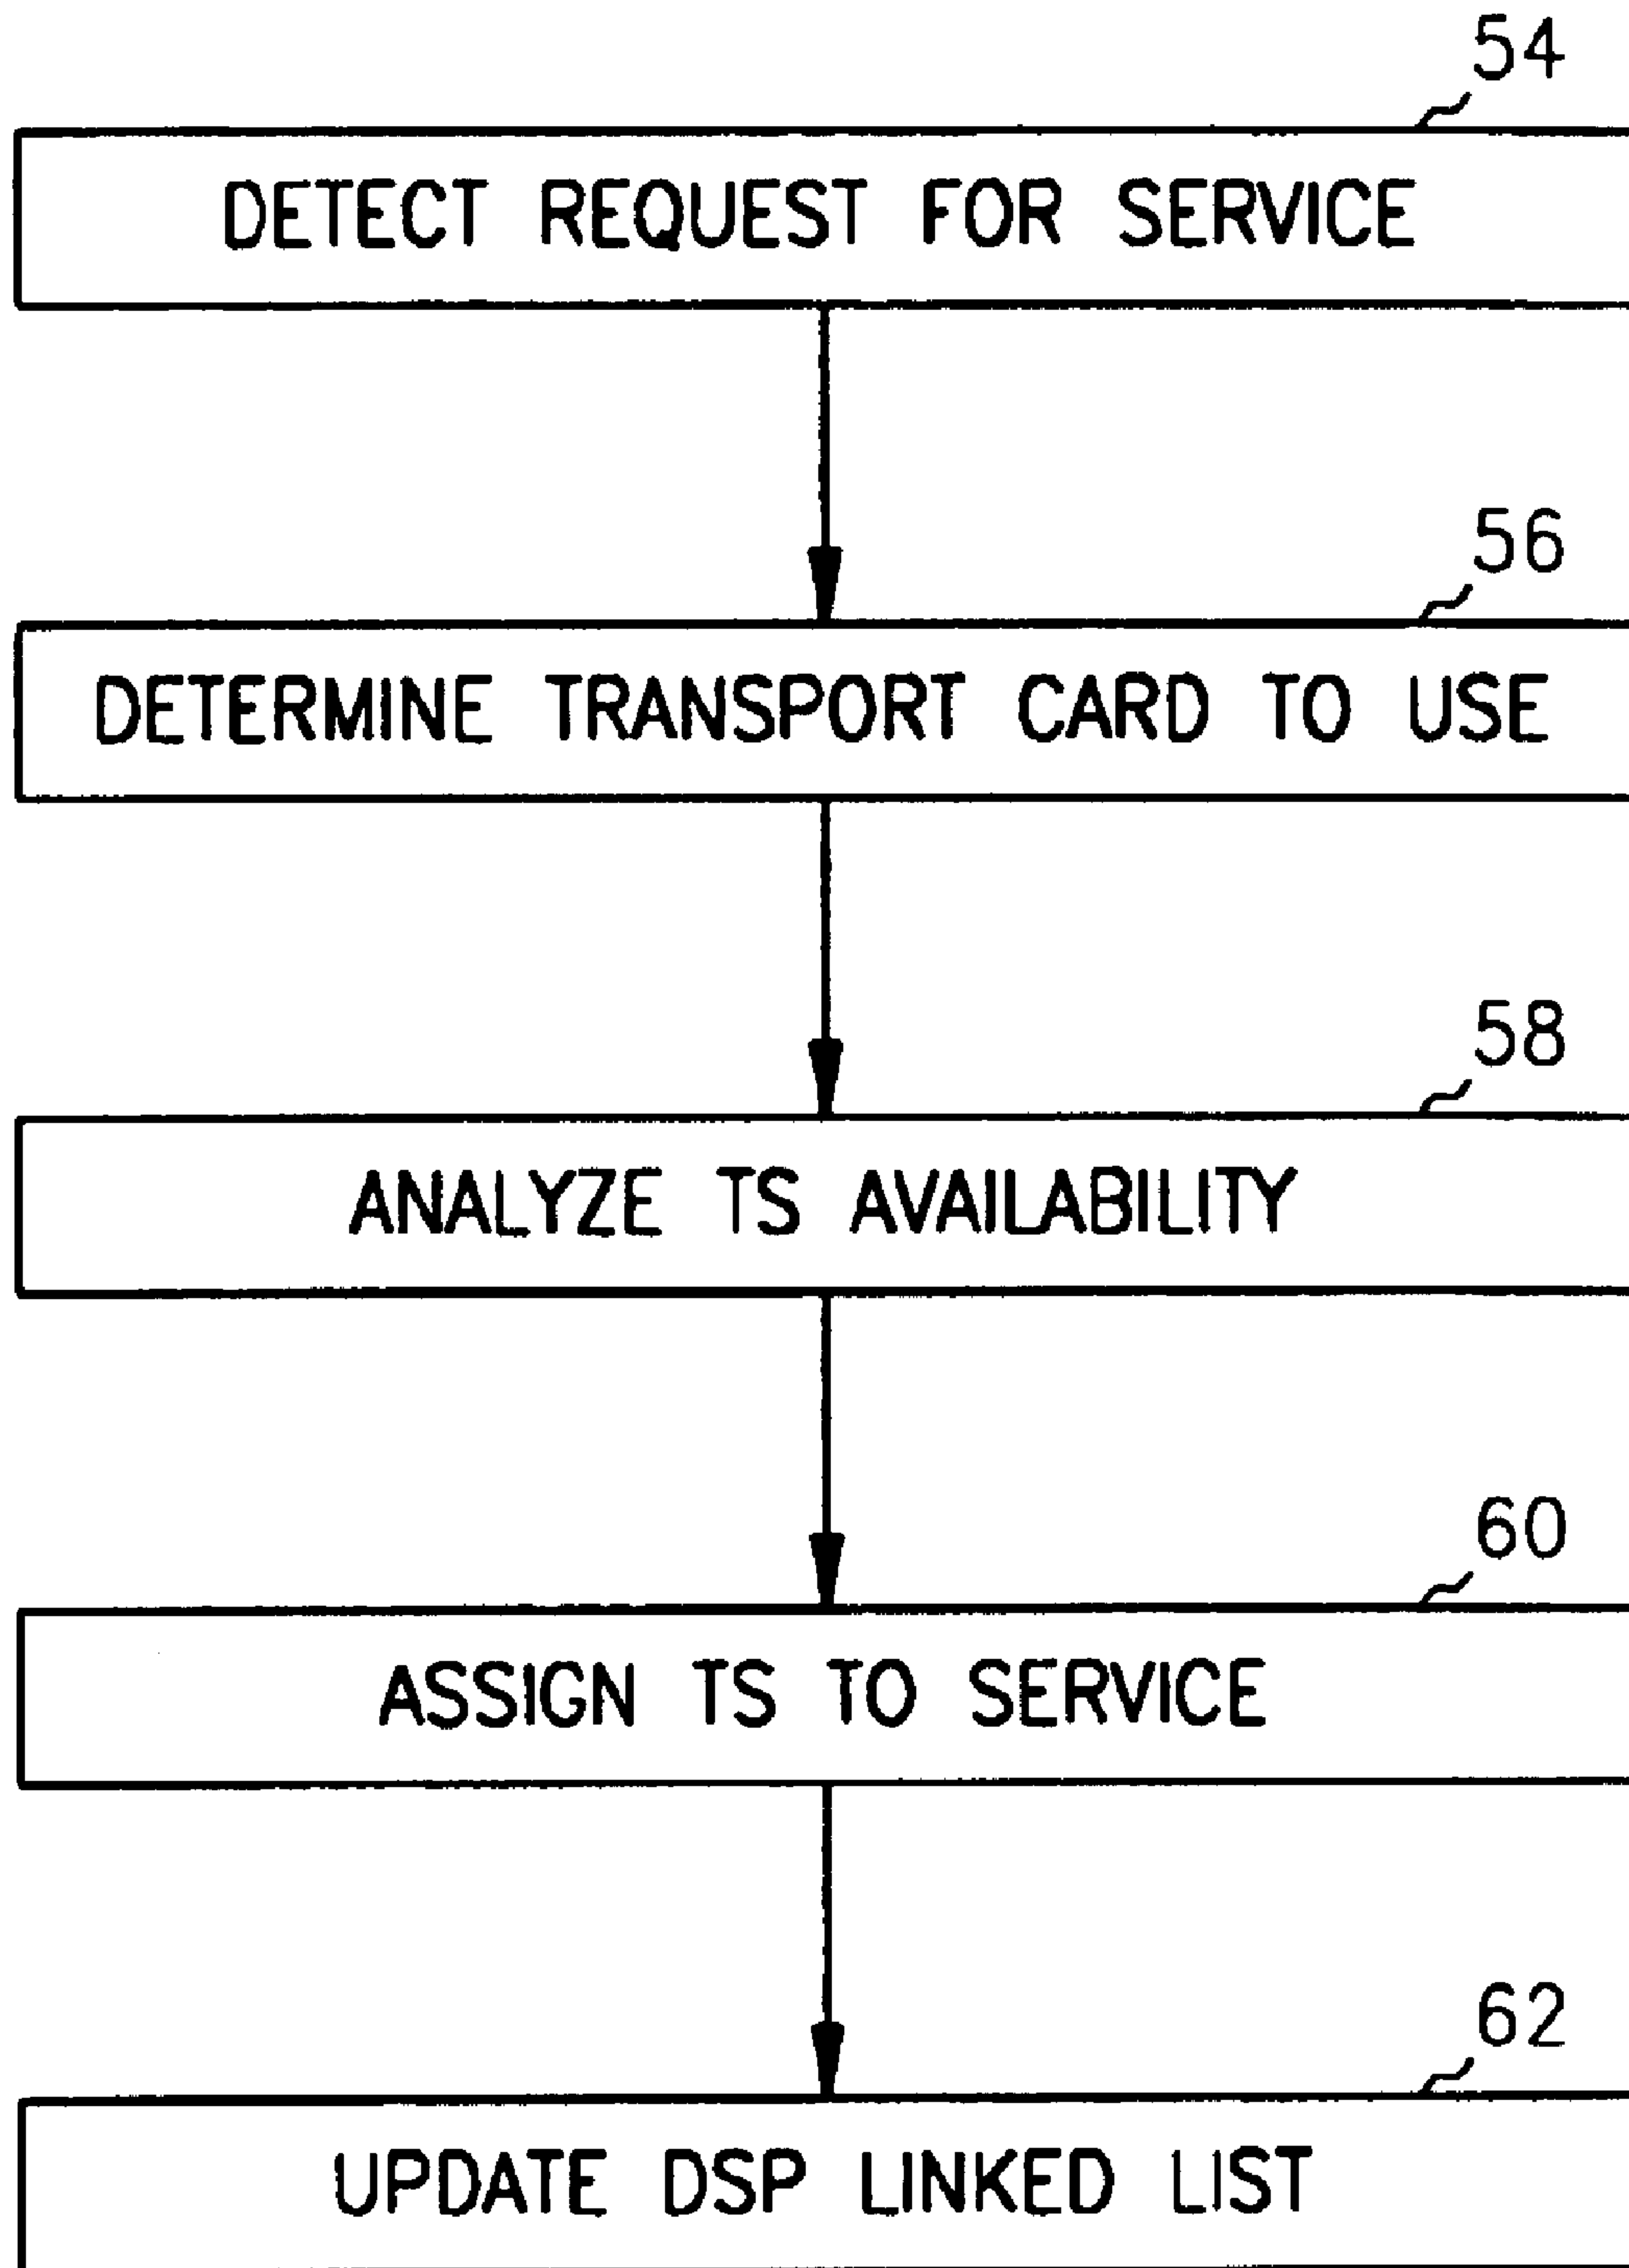 54
DETECT REQUEST FOR SERVICE
56
DETERMINE TRANSPORT CARD TO USE
58
ANALYZE TS AVAILABILITY
60
ASSIGN TS TO SERVICE
62
UPDATE DSP LINKED LIST